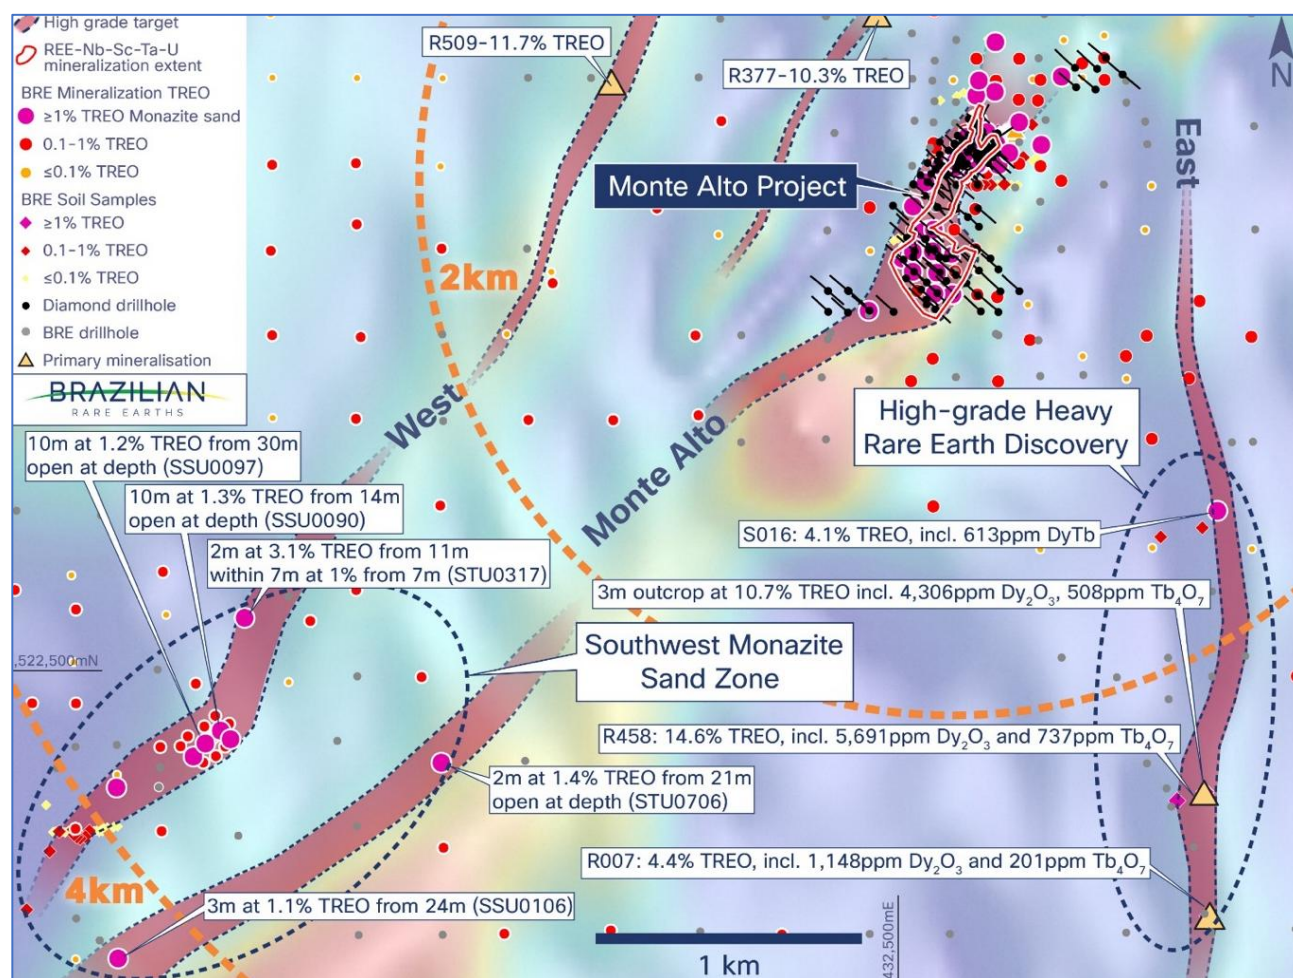 High grade target
REE-Nb-Sc-Ta-U
mineralization extent
BRE Mineralization TREO
≥1% TREO Monazite sand
0.1-1% TREO
≤0.1% TREO
BRE Soil Samples
≥1% TREO
0.1-1% TREO
≤0.1% TREO
Diamond drillhole
BRE drillhole
Primary mineralisation
BRAZILIAN
RARE EARTHS
R509-11.7% TREO
R377-10.3% TREO
N
East
Monte Alto Project
2km
West
Monte Alto
High-grade Heavy
Rare Earth Discovery
10m at 1.2% TREO from 30m
open at depth (SSU0097)
10m at 1.3% TREO from 14m
open at depth (SSU0090)
2m at 3.1% TREO from 11m
within 7m at 1% from 7m (STU0317)
S016: 4.1% TREO, incl. 613ppm DyTb
3m outcrop at 10.7% TREO incl. 4,306ppm Dy₂O₃, 508ppm Tb₄O₇
,522,500mN
Southwest Monazite
Sand Zone
R458: 14.6% TREO, incl. 5,691ppm Dy₂O₃ and 737ppm Tb₄O₇
2m at 1.4% TREO from 21m
open at depth (STU0706)
R007: 4.4% TREO, incl. 1,148ppm Dy₂O₃ and 201ppm Tb₄O₇
4km
3m at 1.1% TREO from 24m (SSU0106)
432,500mE
1 km